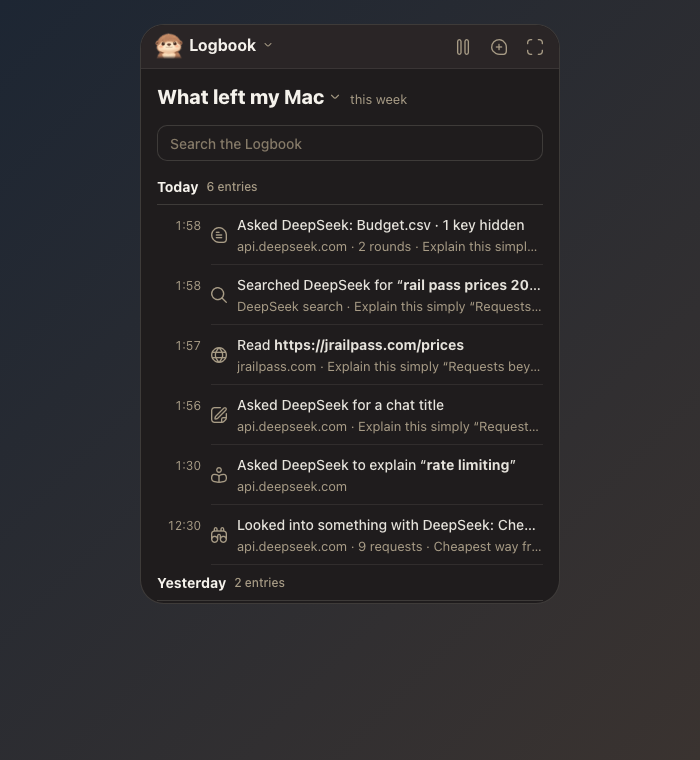 Logbook
What left my Mac this week
Search the Logbook
Today 6 entries
1:58 Asked DeepSeek: Budget.csv · 1 key hidden
api.deepseek.com · 2 rounds · Explain this simpl...
1:58 Searched DeepSeek for “rail pass prices 20...
DeepSeek search · Explain this simply “Requests...
1:57 Read https://jrailpass.com/prices
jrailpass.com · Explain this simply “Requests bey...
1:56 Asked DeepSeek for a chat title
api.deepseek.com · Explain this simply “Request...
1:30 Asked DeepSeek to explain “rate limiting”
api.deepseek.com
12:30 Looked into something with DeepSeek: Che...
api.deepseek.com · 9 requests · Cheapest way fr...
Yesterday 2 entries